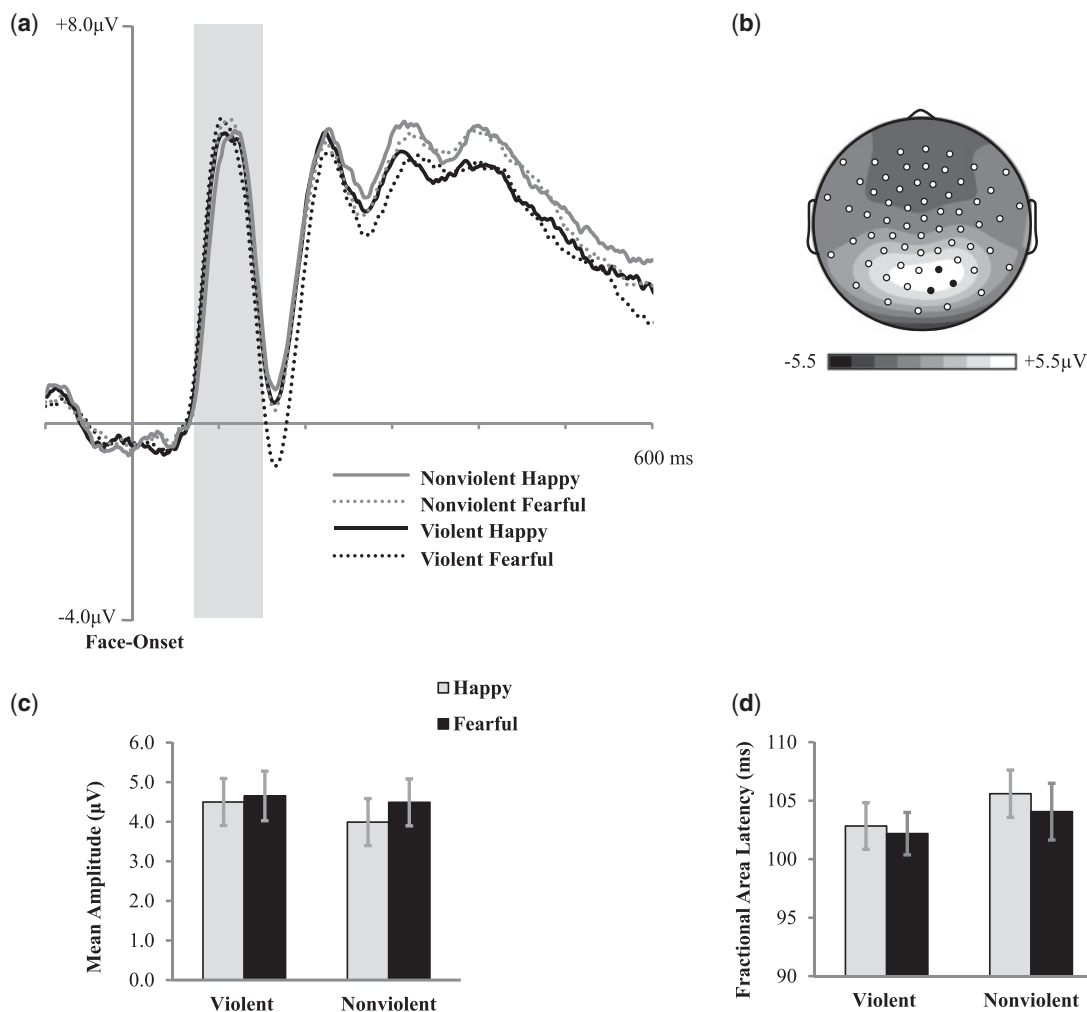 (a)
+8.0μV
600 ms
Nonviolent Happy
Nonviolent Fearful
Violent Happy
Violent Fearful
-4.0μV
Face-Onset
(b)
-5.5
+5.5μV
(c)
Happy
Fearful
Mean Amplitude (μV)
6.0
5.0
4.0
3.0
2.0
1.0
0.0
Violent
Nonviolent
(d)
Fractional Area Latency (ms)
110
105
100
95
90
Violent
Nonviolent